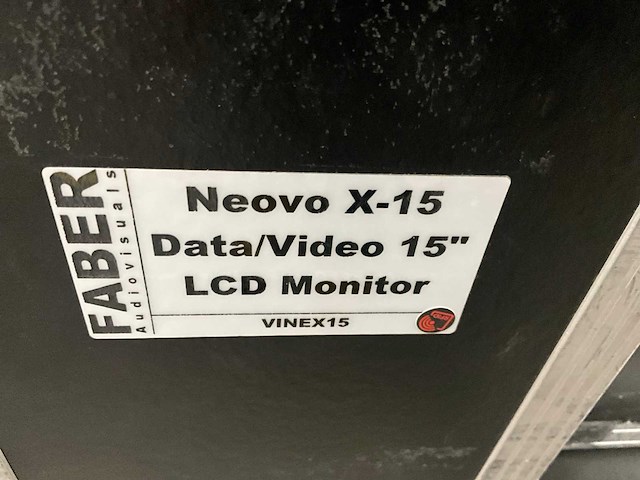 FABER
Audiovisuals
Neovo X-15
Data/Video 15"
LCD Monitor
VINEX15